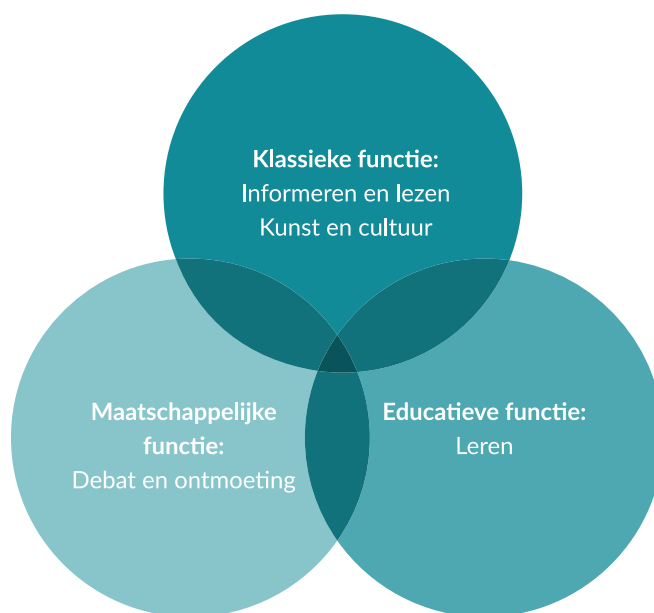 Klassieke functie:
Informeren en lezen
Kunst en cultuur
Maatschappelijke
functie:
Debat en ontmoeting
Educatieve functie:
Leren